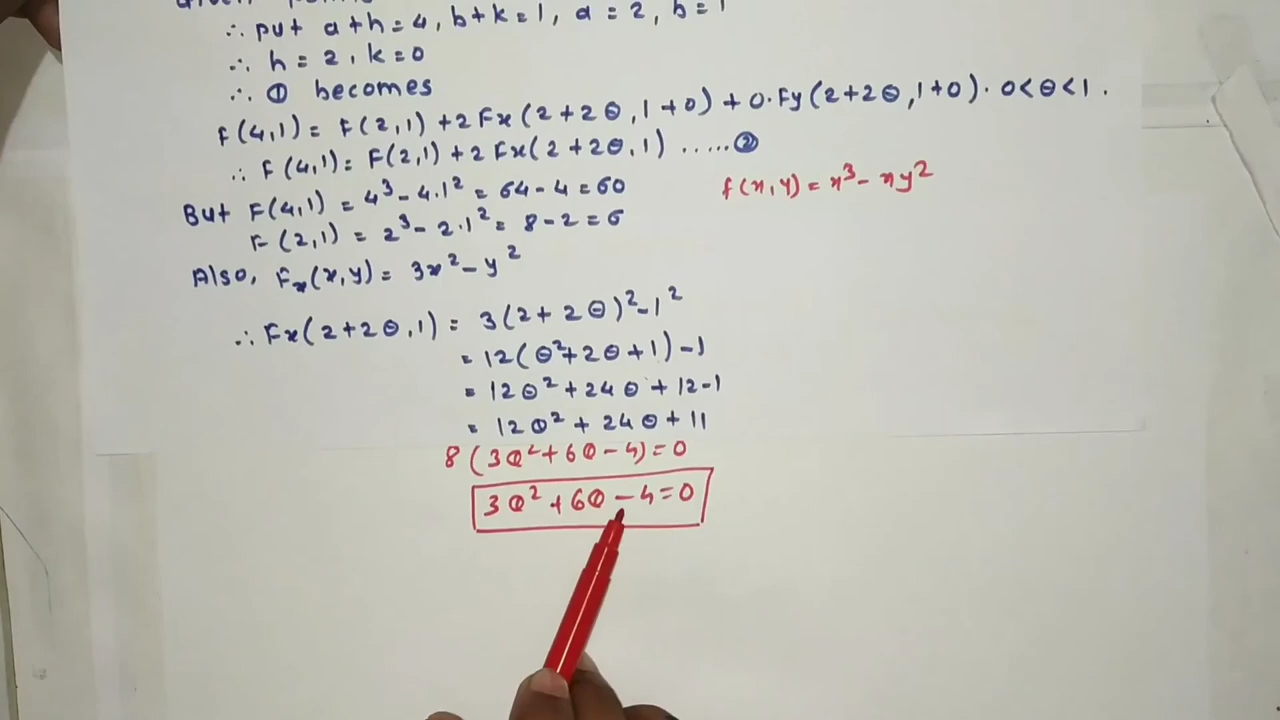 ∴ put a+h=4, b+k=1, a=2, b=1
∴ h=2, k=0
∴ ① becomes
F(4,1) = F(2,1) + 2Fx(2+2θ, 1+0) + 0.Fy(2+2θ, 1+0). 0<θ<1.
∴ F(4,1) = F(2,1) + 2Fx(2+2θ, 1) .....②
But F(4,1) = 4³ - 4.1² = 64 - 4 = 60
f(x,y) = x³ - xy²
F(2,1) = 2³ - 2.1² = 8 - 2 = 6
Also, Fx(x,y) = 3x² - y²
∴ Fx(2+2θ, 1) = 3(2+2θ)² - 1²
= 12(θ²+2θ+1) - 1
= 12θ² + 24θ + 12 - 1
= 12θ² + 24θ + 11
8(3θ² + 6θ - 4) = 0
3θ² + 6θ - 4 = 0